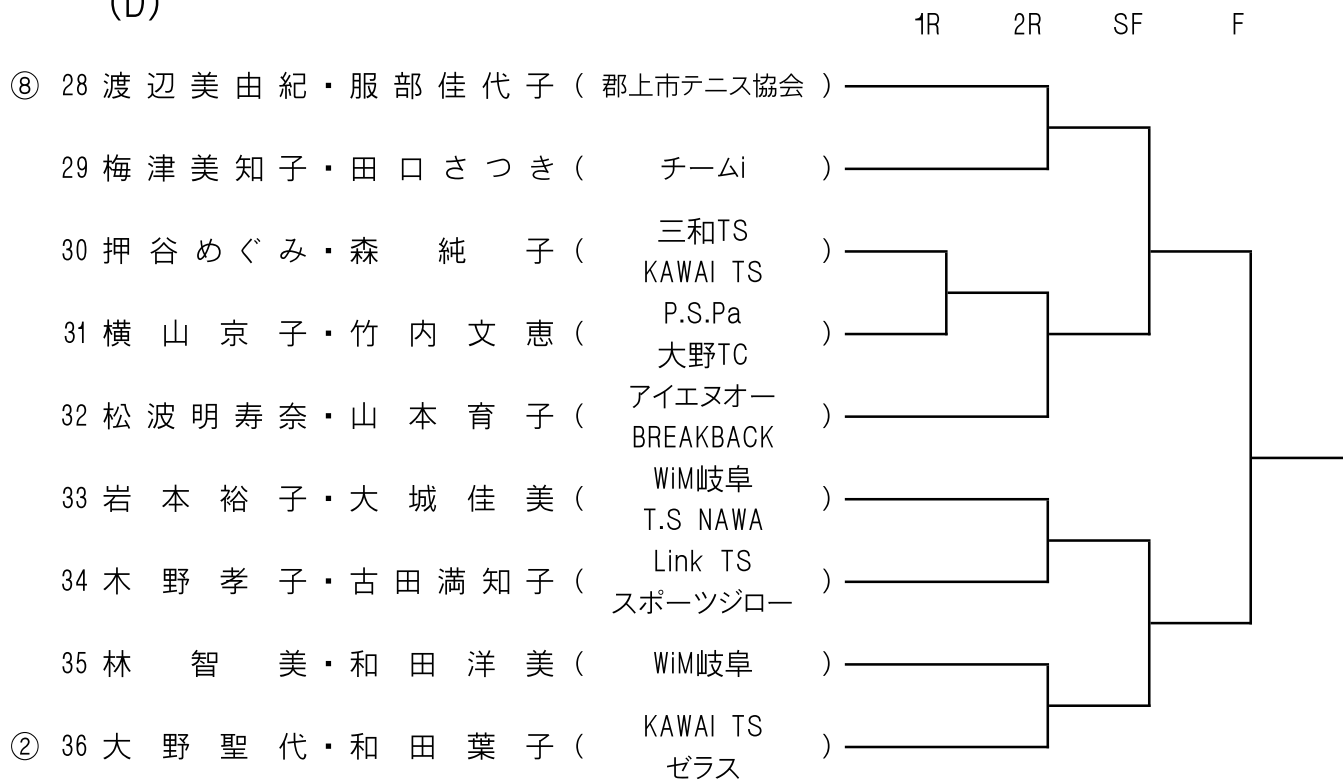 (D)
1R 2R SF F
⑧ 28 渡辺美由紀・服部佳代子 ( 郡上市テニス協会 )
29 梅津美知子・田口さつき ( チームi )
三和TS
30 押谷めぐみ・森純子 ( )
KAWAI TS
P.S.Pa
31 横山京子・竹内文恵 ( )
大野TC
アイエヌオー
32 松波明寿奈・山本育子 ( )
BREAKBACK
WiM岐阜
33 岩本裕子・大城佳美 ( )
T.S NAWA
Link TS
34 木野孝子・古田満知子 ( )
スポーツジロー
35 林智美・和田洋美 ( WiM岐阜 )
KAWAI TS
② 36 大野聖代・和田葉子 ( )
ゼラス